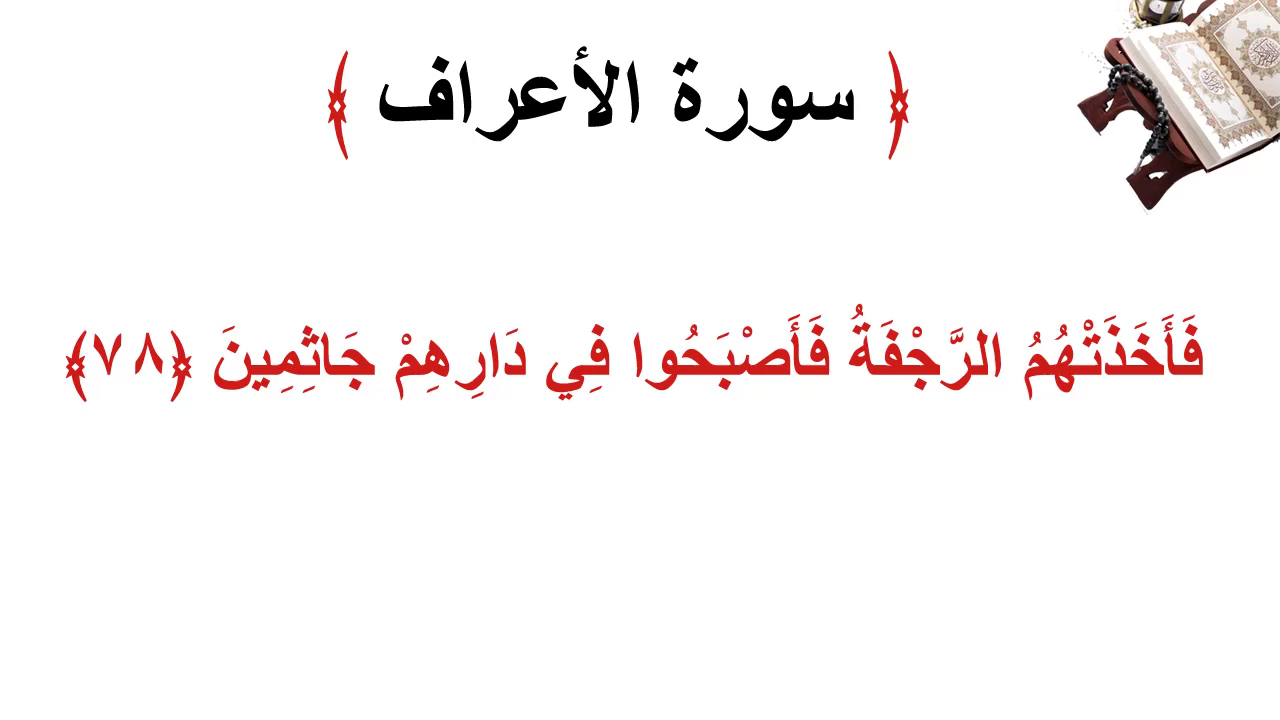 ﴿ سورة الأعراف ﴾
فَأَخَذَتْهُمُ الرَّجْفَةُ فَأَصْبَحُوا فِي دَارِهِمْ جَاثِمِينَ ﴿٧٨﴾